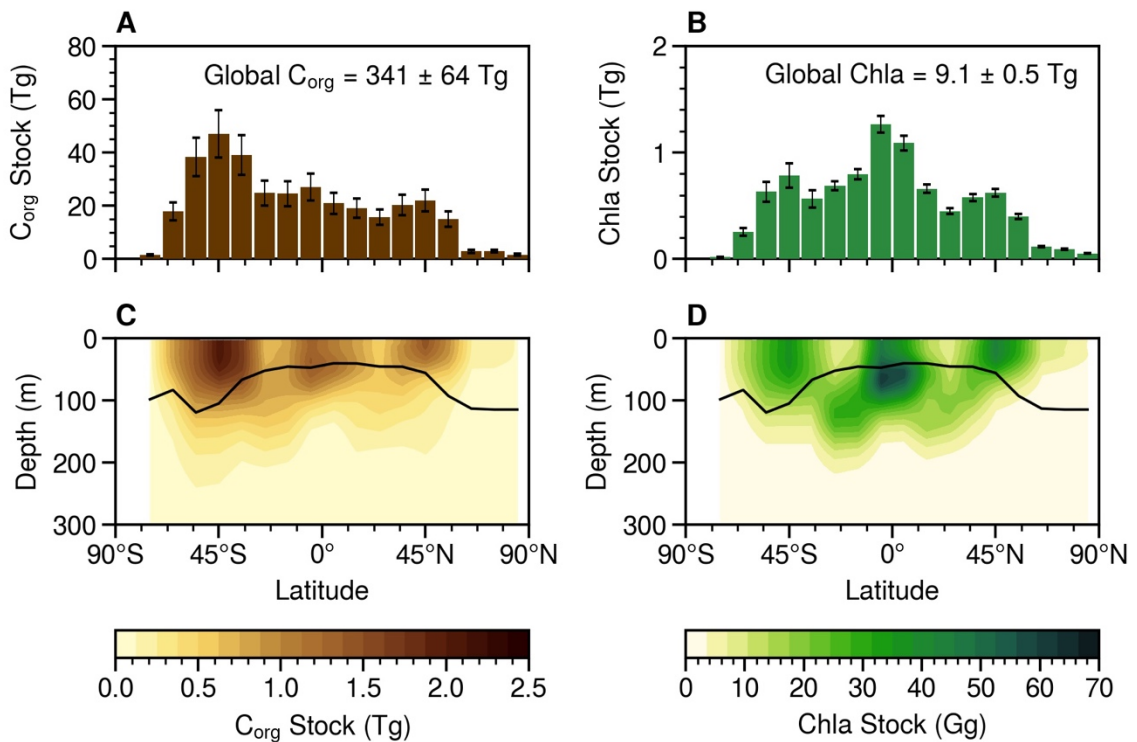 A
80
60
40
20
0
C_org Stock (Tg)
Global C_org = 341 ± 64 Tg
B
2
1
0
Chla Stock (Tg)
Global Chla = 9.1 ± 0.5 Tg
C
0
100
200
300
Depth (m)
90°S 45°S 0° 45°N 90°N
Latitude
D
0
100
200
300
Depth (m)
90°S 45°S 0° 45°N 90°N
Latitude
0.0 0.5 1.0 1.5 2.0 2.5
C_org Stock (Tg)
0 10 20 30 40 50 60 70
Chla Stock (Gg)